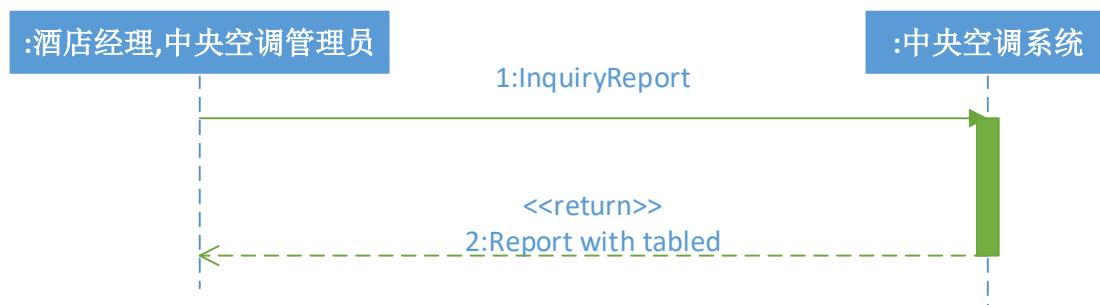 :酒店经理,中央空调管理员
:中央空调系统
1:InquiryReport
<<return>>
2:Report with tabled